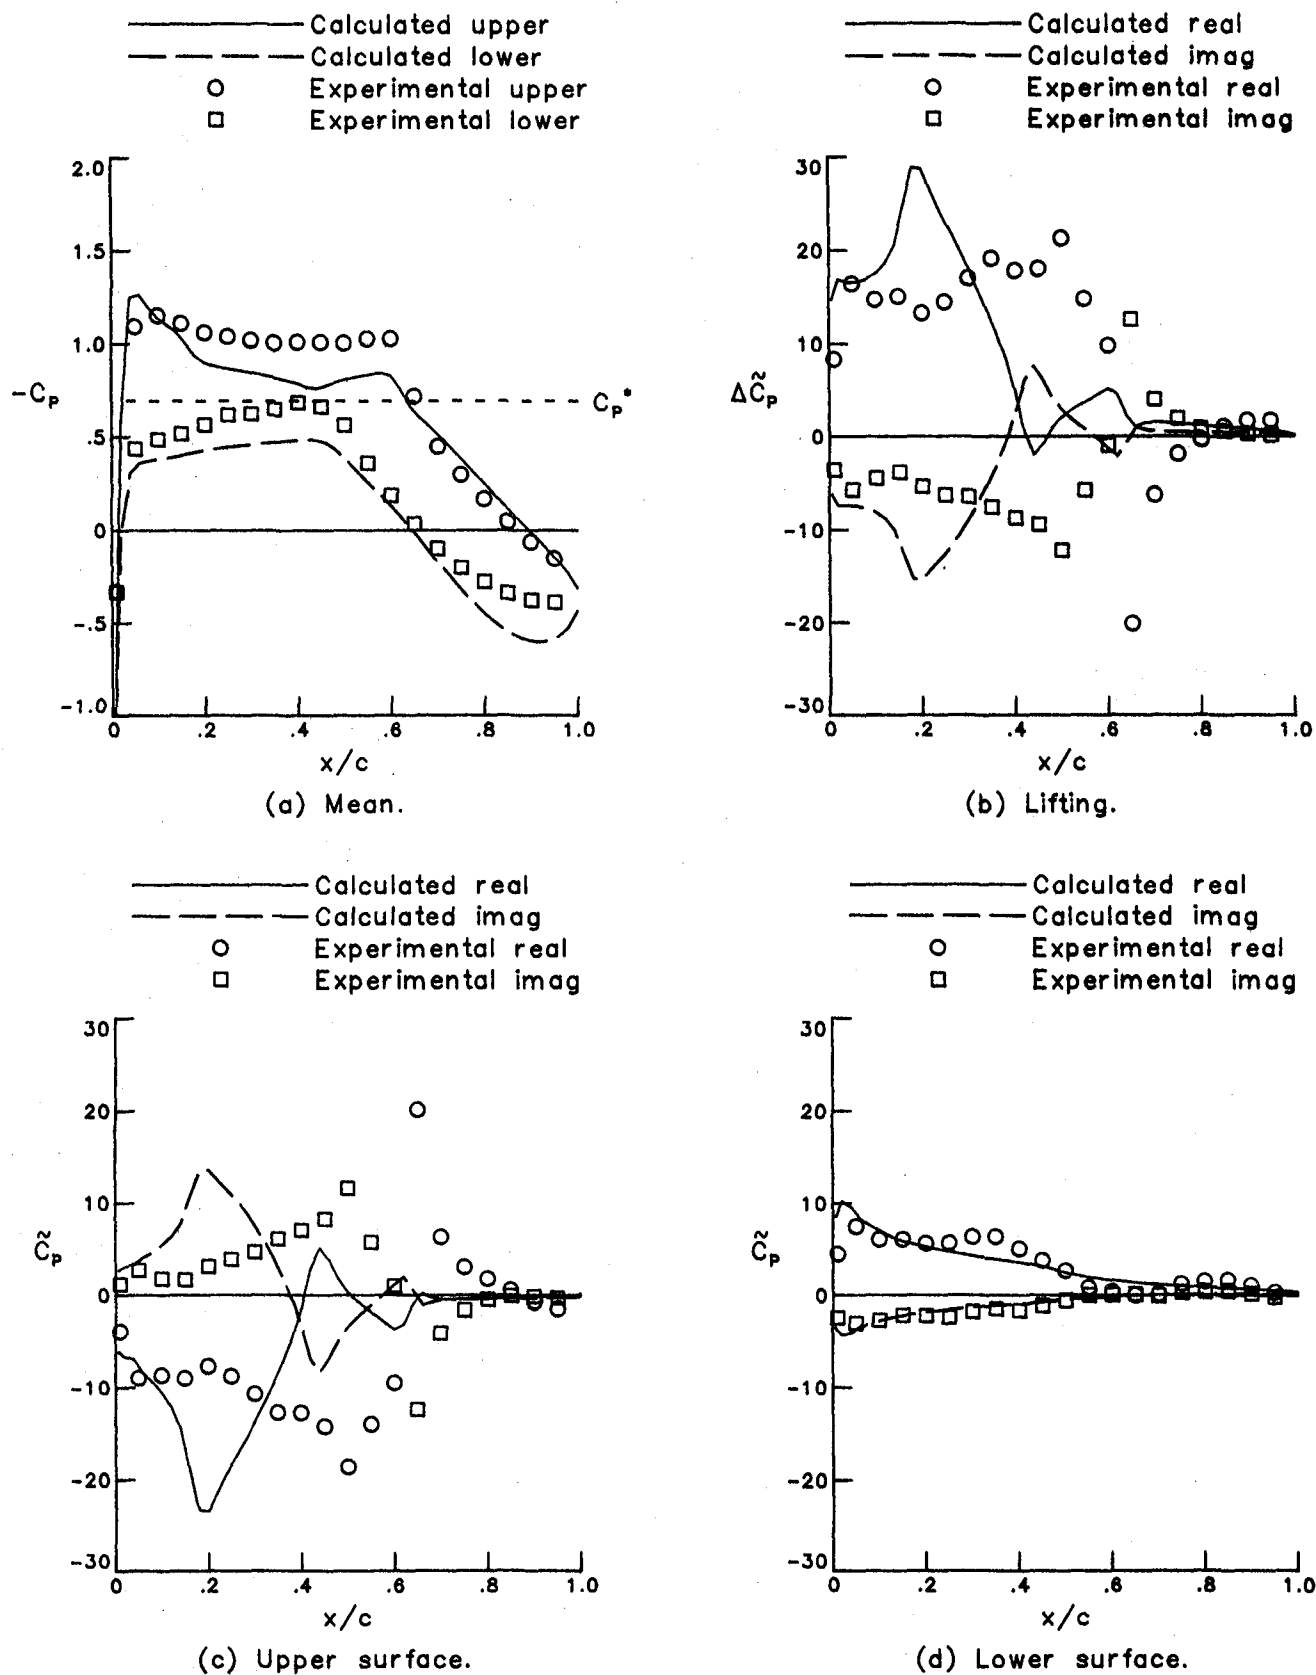 Calculated upper
Calculated lower
Experimental upper
Experimental lower
2.0
1.5
1.0
.5
0
-.5
-1.0
-Cp
Cp*
0 .2 .4 .6 .8 1.0
x/c
(a) Mean.
Calculated real
Calculated imag
Experimental real
Experimental imag
30
20
10
0
-10
-20
-30
ΔC̃p
0 .2 .4 .6 .8 1.0
x/c
(b) Lifting.
Calculated real
Calculated imag
Experimental real
Experimental imag
30
20
10
0
-10
-20
-30
C̃p
0 .2 .4 .6 .8 1.0
x/c
(c) Upper surface.
Calculated real
Calculated imag
Experimental real
Experimental imag
30
20
10
0
-10
-20
-30
C̃p
0 .2 .4 .6 .8 1.0
x/c
(d) Lower surface.